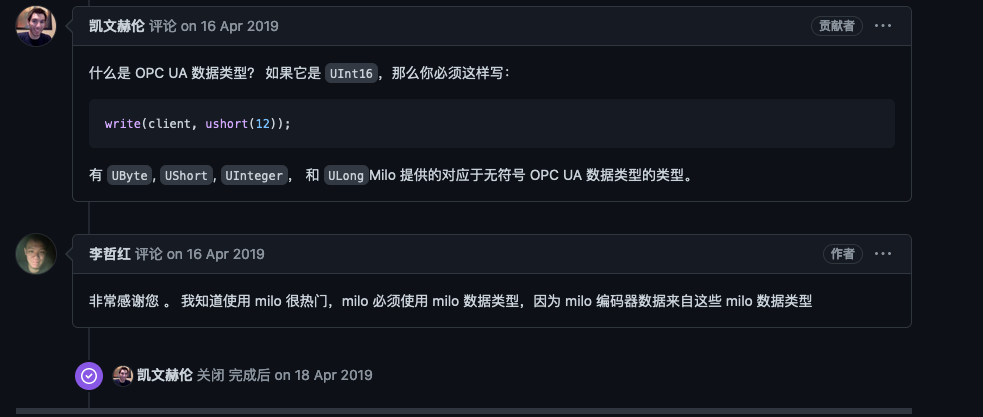 凯文赫伦 评论 on 16 Apr 2019 贡献者
什么是 OPC UA 数据类型? 如果它是 UInt16，那么你必须这样写：
write(client, ushort(12));
有 UByte, UShort, UInteger， 和 ULongMilo 提供的对应于无符号 OPC UA 数据类型的类型。
李哲红 评论 on 16 Apr 2019 作者
非常感谢您 。 我知道使用 milo 很热门，milo 必须使用 milo 数据类型，因为 milo 编码器数据来自这些 milo 数据类型
凯文赫伦 关闭 完成后 on 18 Apr 2019